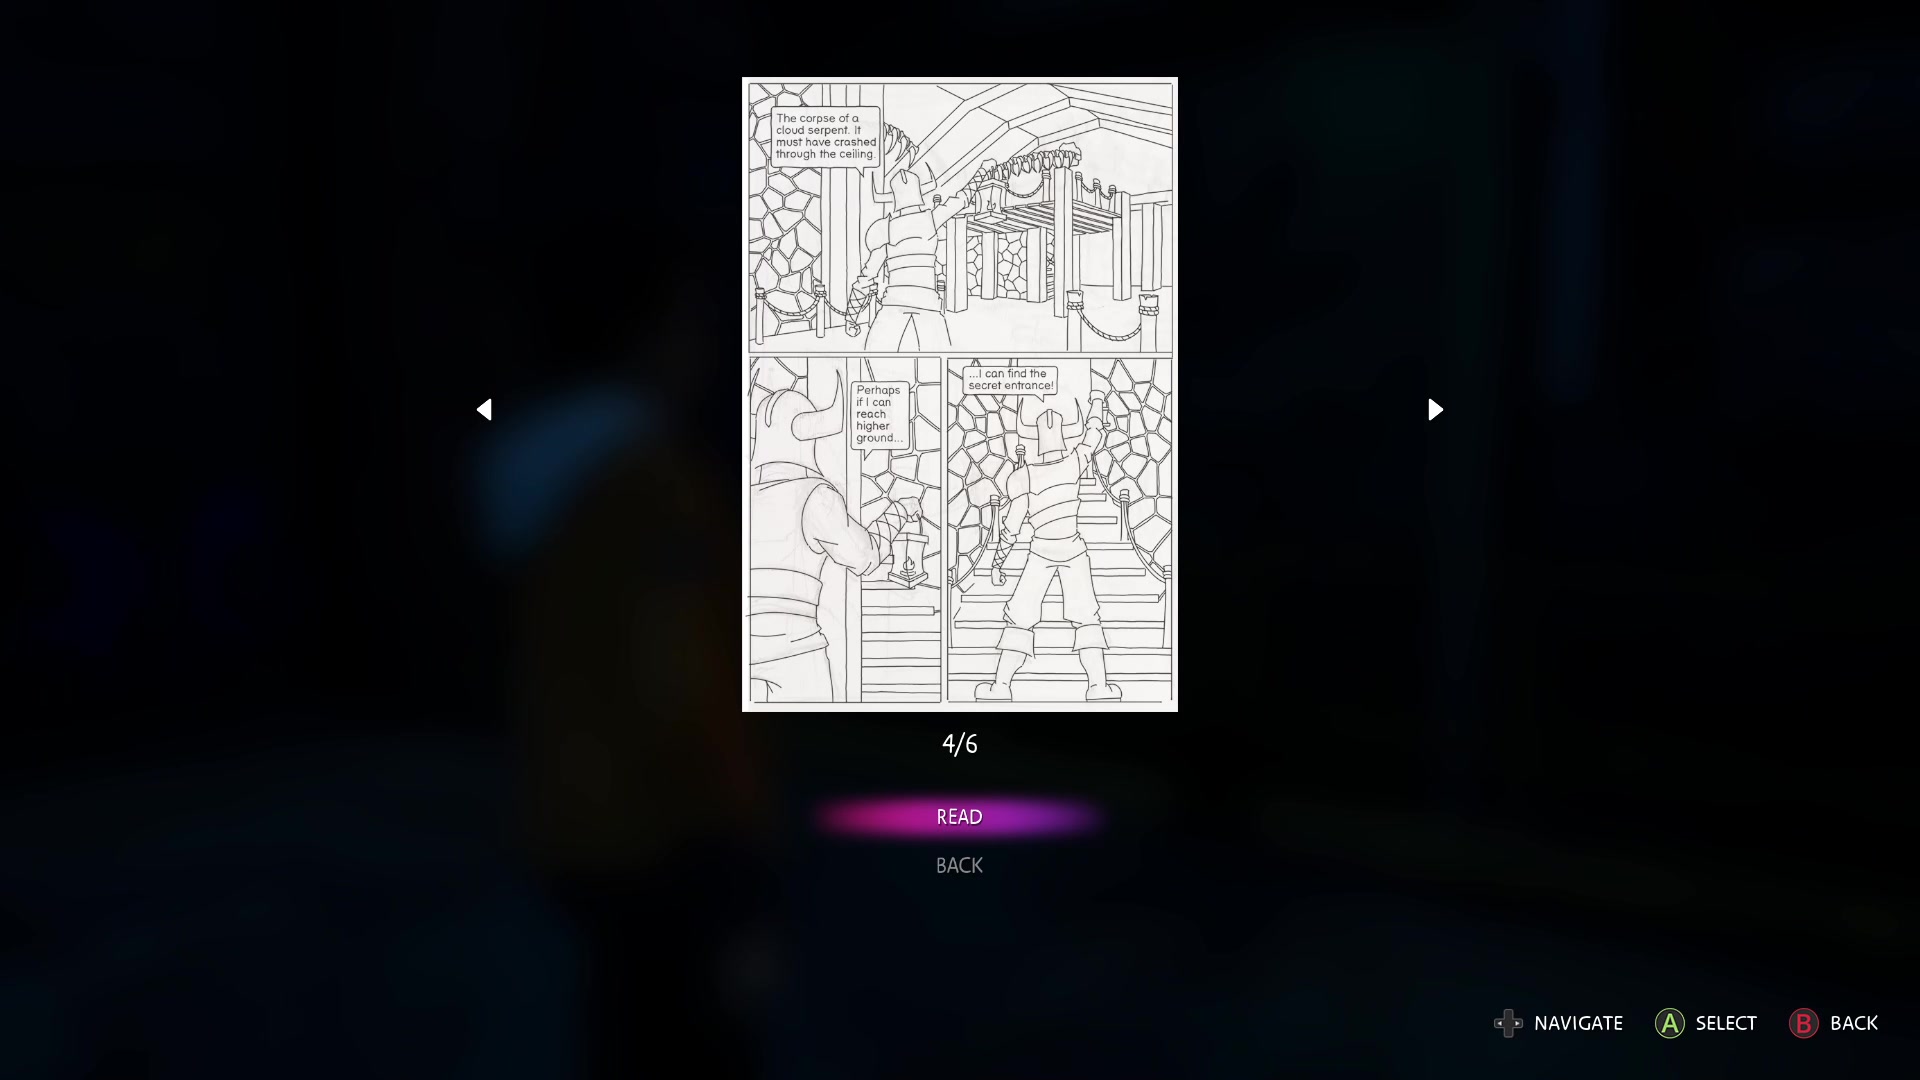 The corpse of a
cloud serpent. It
must have crashed
through the ceiling.
Perhaps
if I can
reach
higher
ground...
...I can find the
secret entrance!
4/6
READ
BACK
NAVIGATE
A SELECT
B BACK